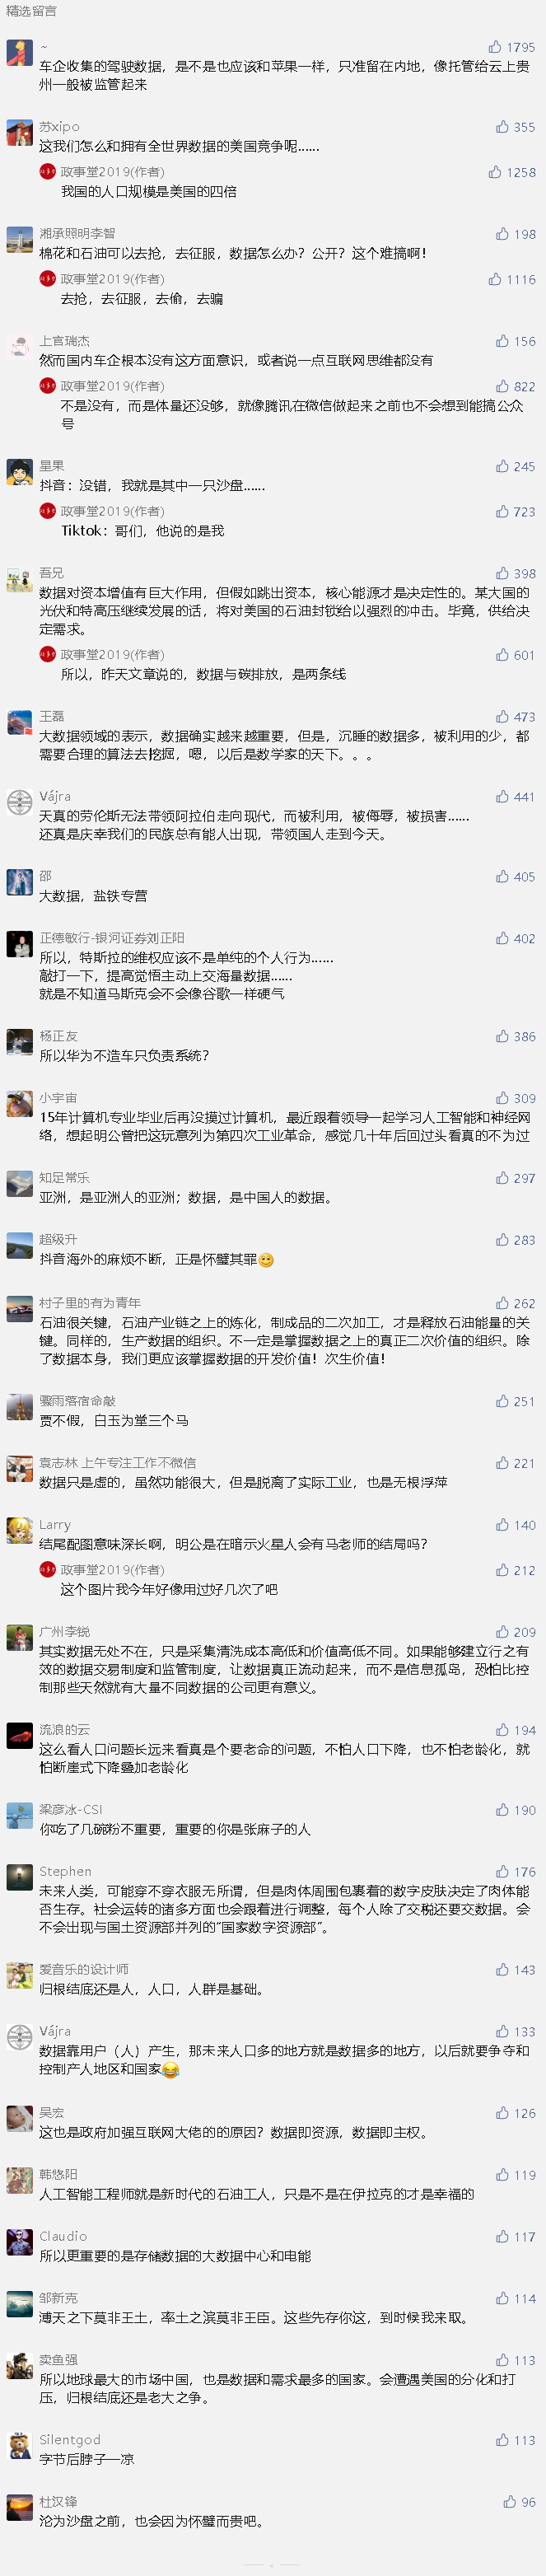 精选留言
~
1795
车企收集的驾驶数据，是不是也应该和苹果一样，只准留在内地，像托管给云上贵
州一般被监管起来
苏xipo
355
这我们怎么和拥有全世界数据的美国竞争呢......
政事堂2019(作者)
1258
我国的人口规模是美国的四倍
湘承照明李智
198
棉花和石油可以去抢，去征服，数据怎么办？公开？这个难搞啊！
政事堂2019(作者)
1116
去抢，去征服，去偷，去骗
上官瑞杰
156
然而国内车企根本没有这方面意识，或者说一点互联网思维都没有
政事堂2019(作者)
822
不是没有，而是体量还没够，就像腾讯在微信做起来之前也不会想到能搞公众
号
星果
245
抖音：没错，我就是其中一只沙盘......
政事堂2019(作者)
723
Tiktok：哥们，他说的是我
吾兄
398
数据对资本增值有巨大作用，但假如跳出资本，核心能源才是决定性的。某大国的
光伏和特高压继续发展的话，将对美国的石油封锁给以强烈的冲击。毕竟，供给决
定需求。
政事堂2019(作者)
601
所以，昨天文章说的，数据与碳排放，是两条线
王磊
473
大数据领域的表示，数据确实越来越重要，但是，沉睡的数据多，被利用的少，都
需要合理的算法去挖掘，嗯，以后是数学家的天下。。。
Vájra
441
天真的劳伦斯无法带领阿拉伯走向现代，而被利用，被侮辱，被损害......
还真是庆幸我们的民族总有能人出现，带领国人走到今天。
邵
405
大数据，盐铁专营
正德敏行-银河证券刘正阳
402
所以，特斯拉的维权应该不是单纯的个人行为......
敲打一下，提高觉悟主动上交海量数据......
就是不知道马斯克会不会像谷歌一样硬气
杨正友
386
所以华为不造车只负责系统？
小宇宙
309
15年计算机专业毕业后再没摸过计算机，最近跟着领导一起学习人工智能和神经网
络，想起明公曾把这玩意列为第四次工业革命，感觉几十年后回过头看真的不为过
知足常乐
297
亚洲，是亚洲人的亚洲；数据，是中国人的数据。
超级升
283
抖音海外的麻烦不断，正是怀璧其罪😊
村子里的有为青年
262
石油很关键，石油产业链之上的炼化，制成品的二次加工，才是释放石油能量的关
键。同样的，生产数据的组织。不一定是掌握数据之上的真正二次价值的组织。除
了数据本身，我们更应该掌握数据的开发价值！次生价值！
骤雨落宿命敲
251
贾不假，白玉为堂三个马
袁志林 上午专注工作不微信
221
数据只是虚的，虽然功能很大，但是脱离了实际工业，也是无根浮萍
Larry
140
结尾配图意味深长啊，明公是在暗示火星人会有马老师的结局吗？
政事堂2019(作者)
212
这个图片我今年好像用过好几次了吧
广州李锐
209
其实数据无处不在，只是采集清洗成本高低和价值高低不同。如果能够建立行之有
效的数据交易制度和监管制度，让数据真正流动起来，而不是信息孤岛，恐怕比控
制那些天然就有大量不同数据的公司更有意义。
流浪的云
194
这么看人口问题长远来看真是个要老命的问题，不怕人口下降，也不怕老龄化，就
怕断崖式下降叠加老龄化
梁彦冰-CSI
190
你吃了几碗粉不重要，重要的你是张麻子的人
Stephen
176
未来人类，可能穿不穿衣服无所谓，但是肉体周围包裹着的数字皮肤决定了肉体能
否生存。社会运转的诸多方面也会跟着进行调整，每个人除了交税还要交数据。会
不会出现与国土资源部并列的“国家数字资源部”。
爱音乐的设计师
143
归根结底还是人，人口，人群是基础。
Vájra
133
数据靠用户（人）产生，那未来人口多的地方就是数据多的地方，以后就要争夺和
控制产人地区和国家😂
吴宏
126
这也是政府加强互联网大佬的的原因？数据即资源，数据即主权。
韩悠阳
119
人工智能工程师就是新时代的石油工人，只是不是在伊拉克的才是幸福的
Claudio
117
所以更重要的是存储数据的大数据中心和电能
邹新克
114
溥天之下莫非王土，率土之滨莫非王臣。这些先存你这，到时候我来取。
卖鱼强
113
所以地球最大的市场中国，也是数据和需求最多的国家。会遭遇美国的分化和打
压，归根结底还是老大之争。
Silentgod
113
字节后脖子一凉
杜汉锋
96
沦为沙盘之前，也会因为怀璧而贵吧。